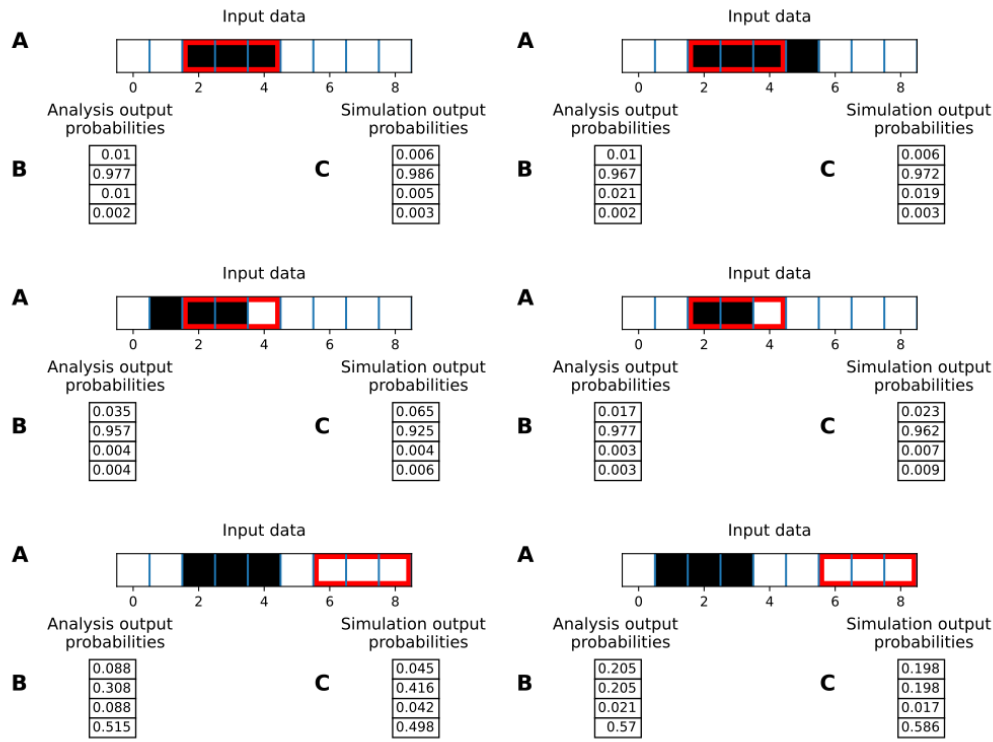 Input data
A
0 2 4 6 8
Analysis output
probabilities
Simulation output
probabilities
B
0.01
0.977
0.01
0.002
C
0.006
0.986
0.005
0.003
Input data
A
0 2 4 6 8
Analysis output
probabilities
Simulation output
probabilities
B
0.01
0.967
0.021
0.002
C
0.006
0.972
0.019
0.003
Input data
A
0 2 4 6 8
Analysis output
probabilities
Simulation output
probabilities
B
0.035
0.957
0.004
0.004
C
0.065
0.925
0.004
0.006
Input data
A
0 2 4 6 8
Analysis output
probabilities
Simulation output
probabilities
B
0.017
0.977
0.003
0.003
C
0.023
0.962
0.007
0.009
Input data
A
0 2 4 6 8
Analysis output
probabilities
Simulation output
probabilities
B
0.088
0.308
0.088
0.515
C
0.045
0.416
0.042
0.498
Input data
A
0 2 4 6 8
Analysis output
probabilities
Simulation output
probabilities
B
0.205
0.205
0.021
0.57
C
0.198
0.198
0.017
0.586